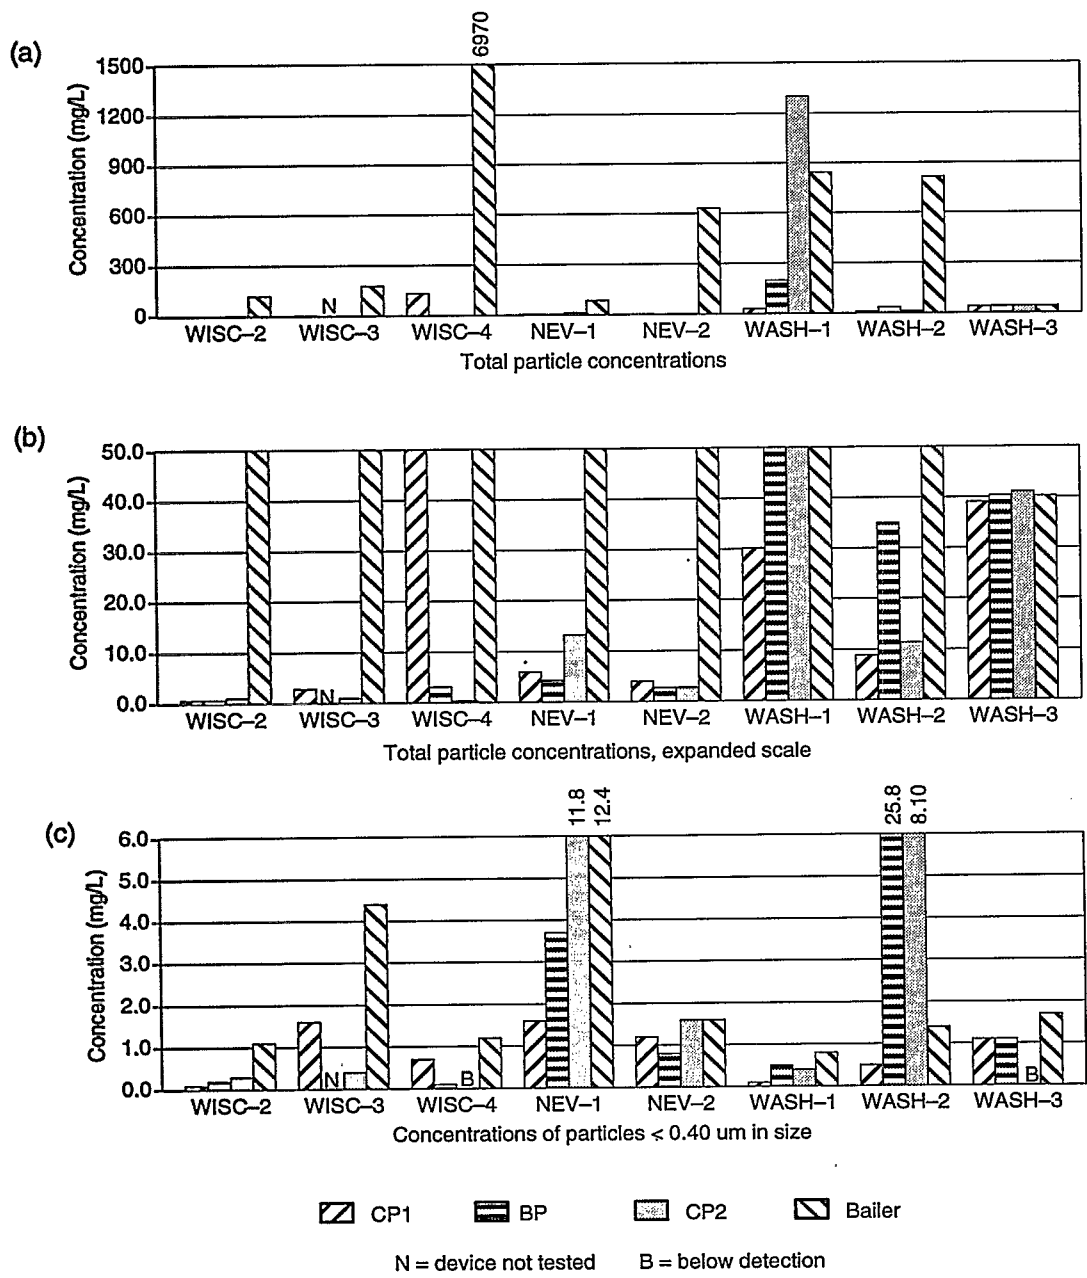 6970
(a)
Concentration (mg/L)
1500
1200
900
600
300
0
N
WISC–2 WISC–3 WISC–4 NEV–1 NEV–2 WASH–1 WASH–2 WASH–3
Total particle concentrations
(b)
Concentration (mg/L)
50.0
40.0
30.0
20.0
10.0
0.0
N
WISC–2 WISC–3 WISC–4 NEV–1 NEV–2 WASH–1 WASH–2 WASH–3
Total particle concentrations, expanded scale
11.8
12.4
25.8
8.10
(c)
Concentration (mg/L)
6.0
5.0
4.0
3.0
2.0
1.0
0.0
N
B
B
WISC–2 WISC–3 WISC–4 NEV–1 NEV–2 WASH–1 WASH–2 WASH–3
Concentrations of particles < 0.40 um in size
CP1 BP CP2 Bailer
N = device not tested B = below detection